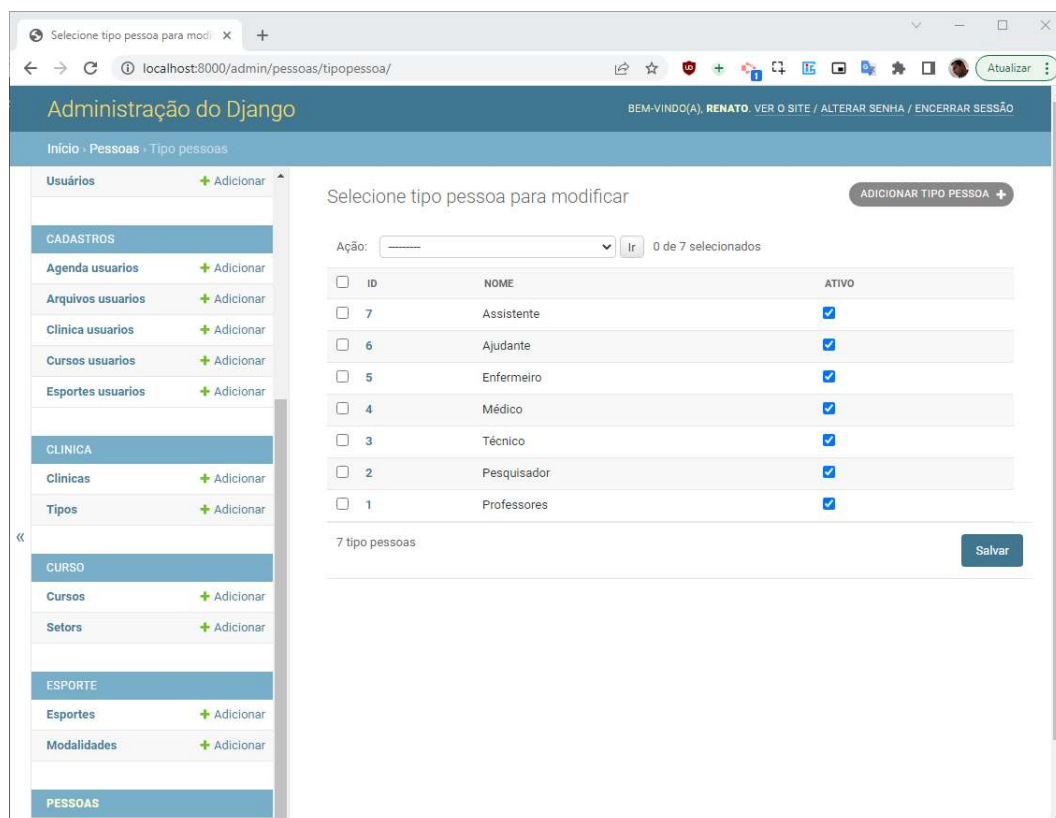 Selecione tipo pessoa para modi
localhost:8000/admin/pessoas/tipopessoa/
1
Atualizar
Administração do Django
BEM-VINDO(A), RENATO. VER O SITE / ALTERAR SENHA / ENCERRAR SESSÃO
Início › Pessoas › Tipo pessoas
Usuários + Adicionar
CADASTROS
Agenda usuarios + Adicionar
Arquivos usuarios + Adicionar
Clinica usuarios + Adicionar
Cursos usuarios + Adicionar
Esportes usuarios + Adicionar
CLINICA
Clinicas + Adicionar
Tipos + Adicionar
CURSO
Cursos + Adicionar
Setors + Adicionar
ESPORTE
Esportes + Adicionar
Modalidades + Adicionar
PESSOAS
«
Selecione tipo pessoa para modificar
ADICIONAR TIPO PESSOA +
Ação: --------- Ir 0 de 7 selecionados
ID NOME ATIVO
7 Assistente
6 Ajudante
5 Enfermeiro
4 Médico
3 Técnico
2 Pesquisador
1 Professores
7 tipo pessoas
Salvar